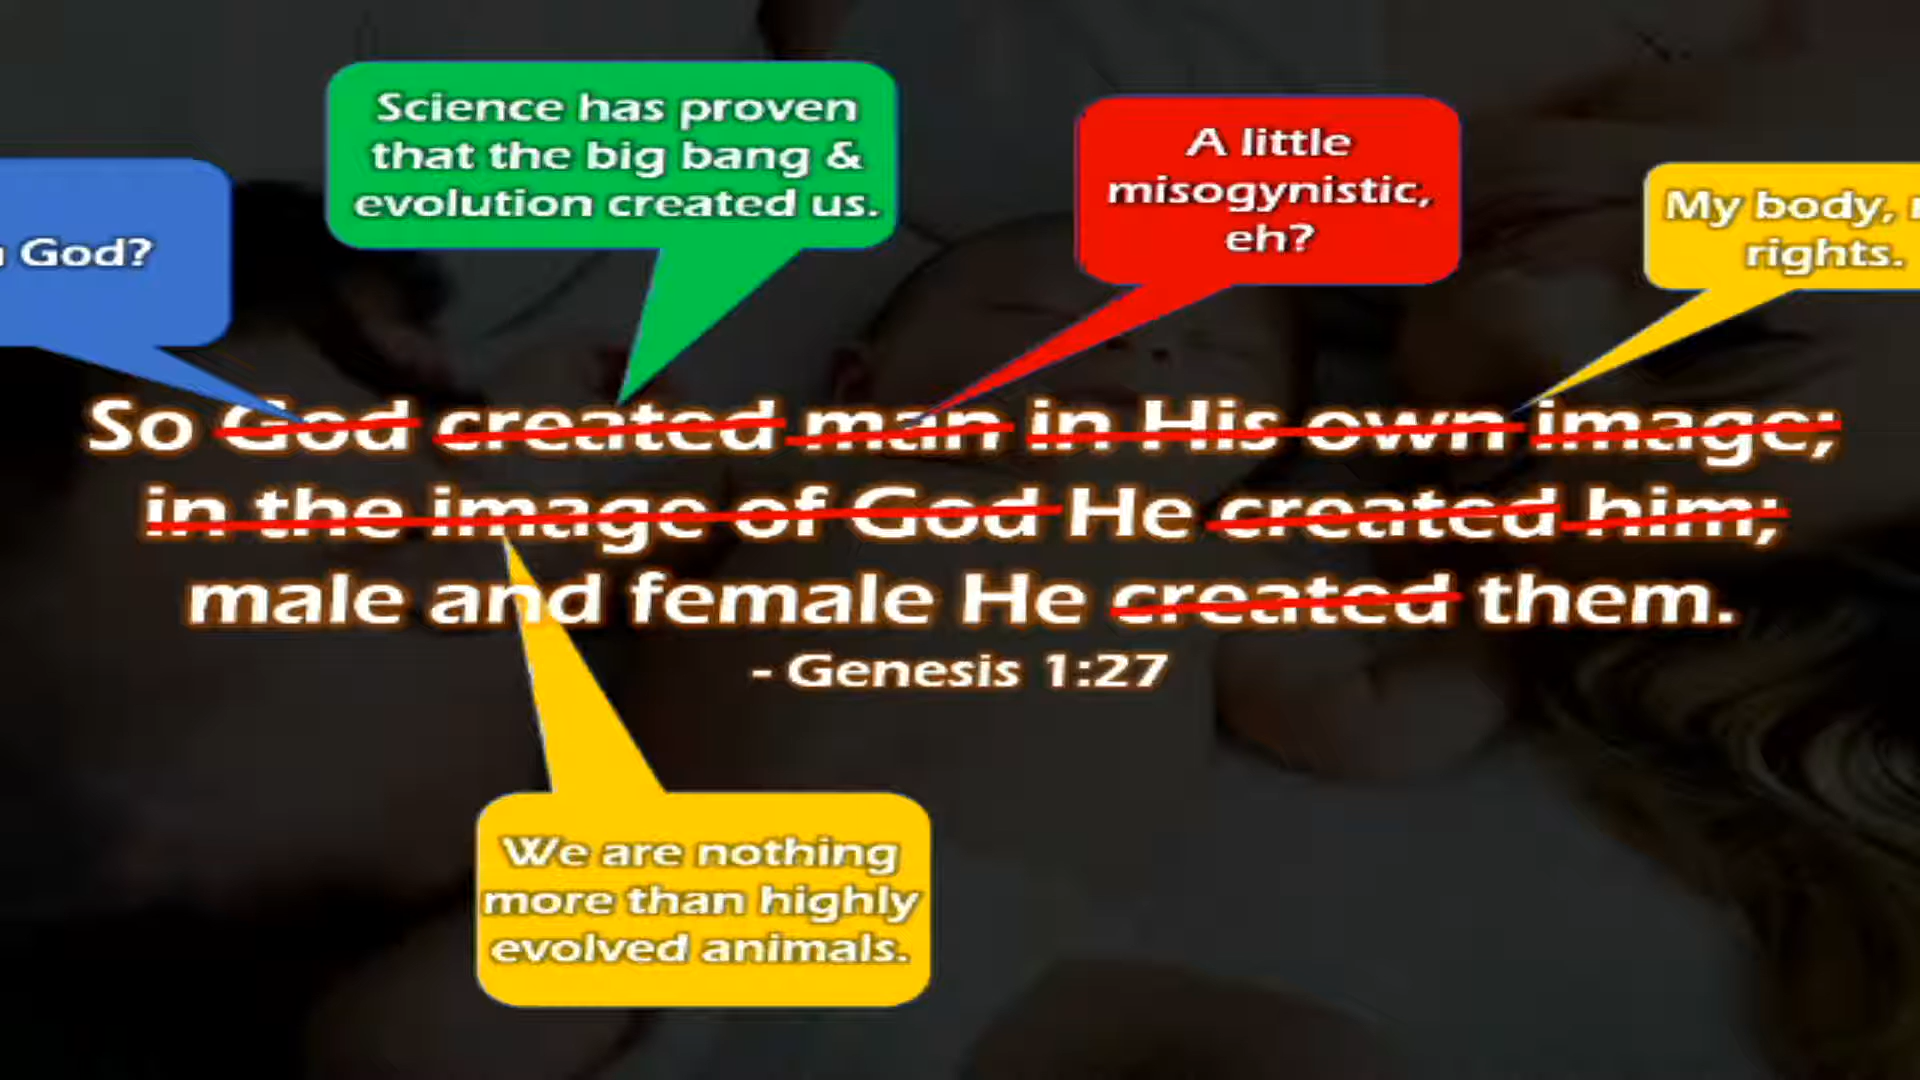 Science has proven
that the big bang &
evolution created us.
A little
misogynistic,
eh?
My body,
rights.
God?
So God created man in His own image;
in the image of God He created him;
male and female He created them.
- Genesis 1:27
We are nothing
more than highly
evolved animals.